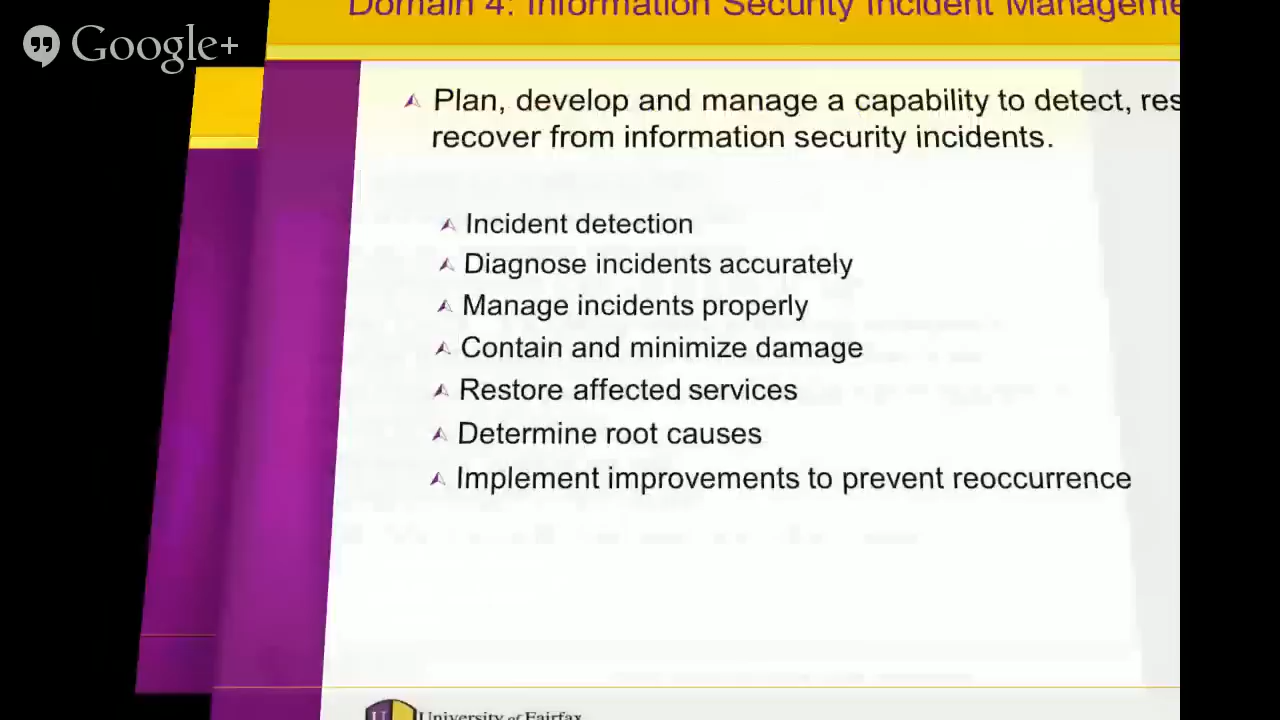 Domain 4: Information Security Incident
Google+
Plan, develop and manage a capability to detect,
recover from information security incidents.
Incident detection
Diagnose incidents accurately
Manage incidents properly
Contain and minimize damage
Restore affected services
Determine root causes
Implement improvements to prevent reoccurrence
University of Fairfax